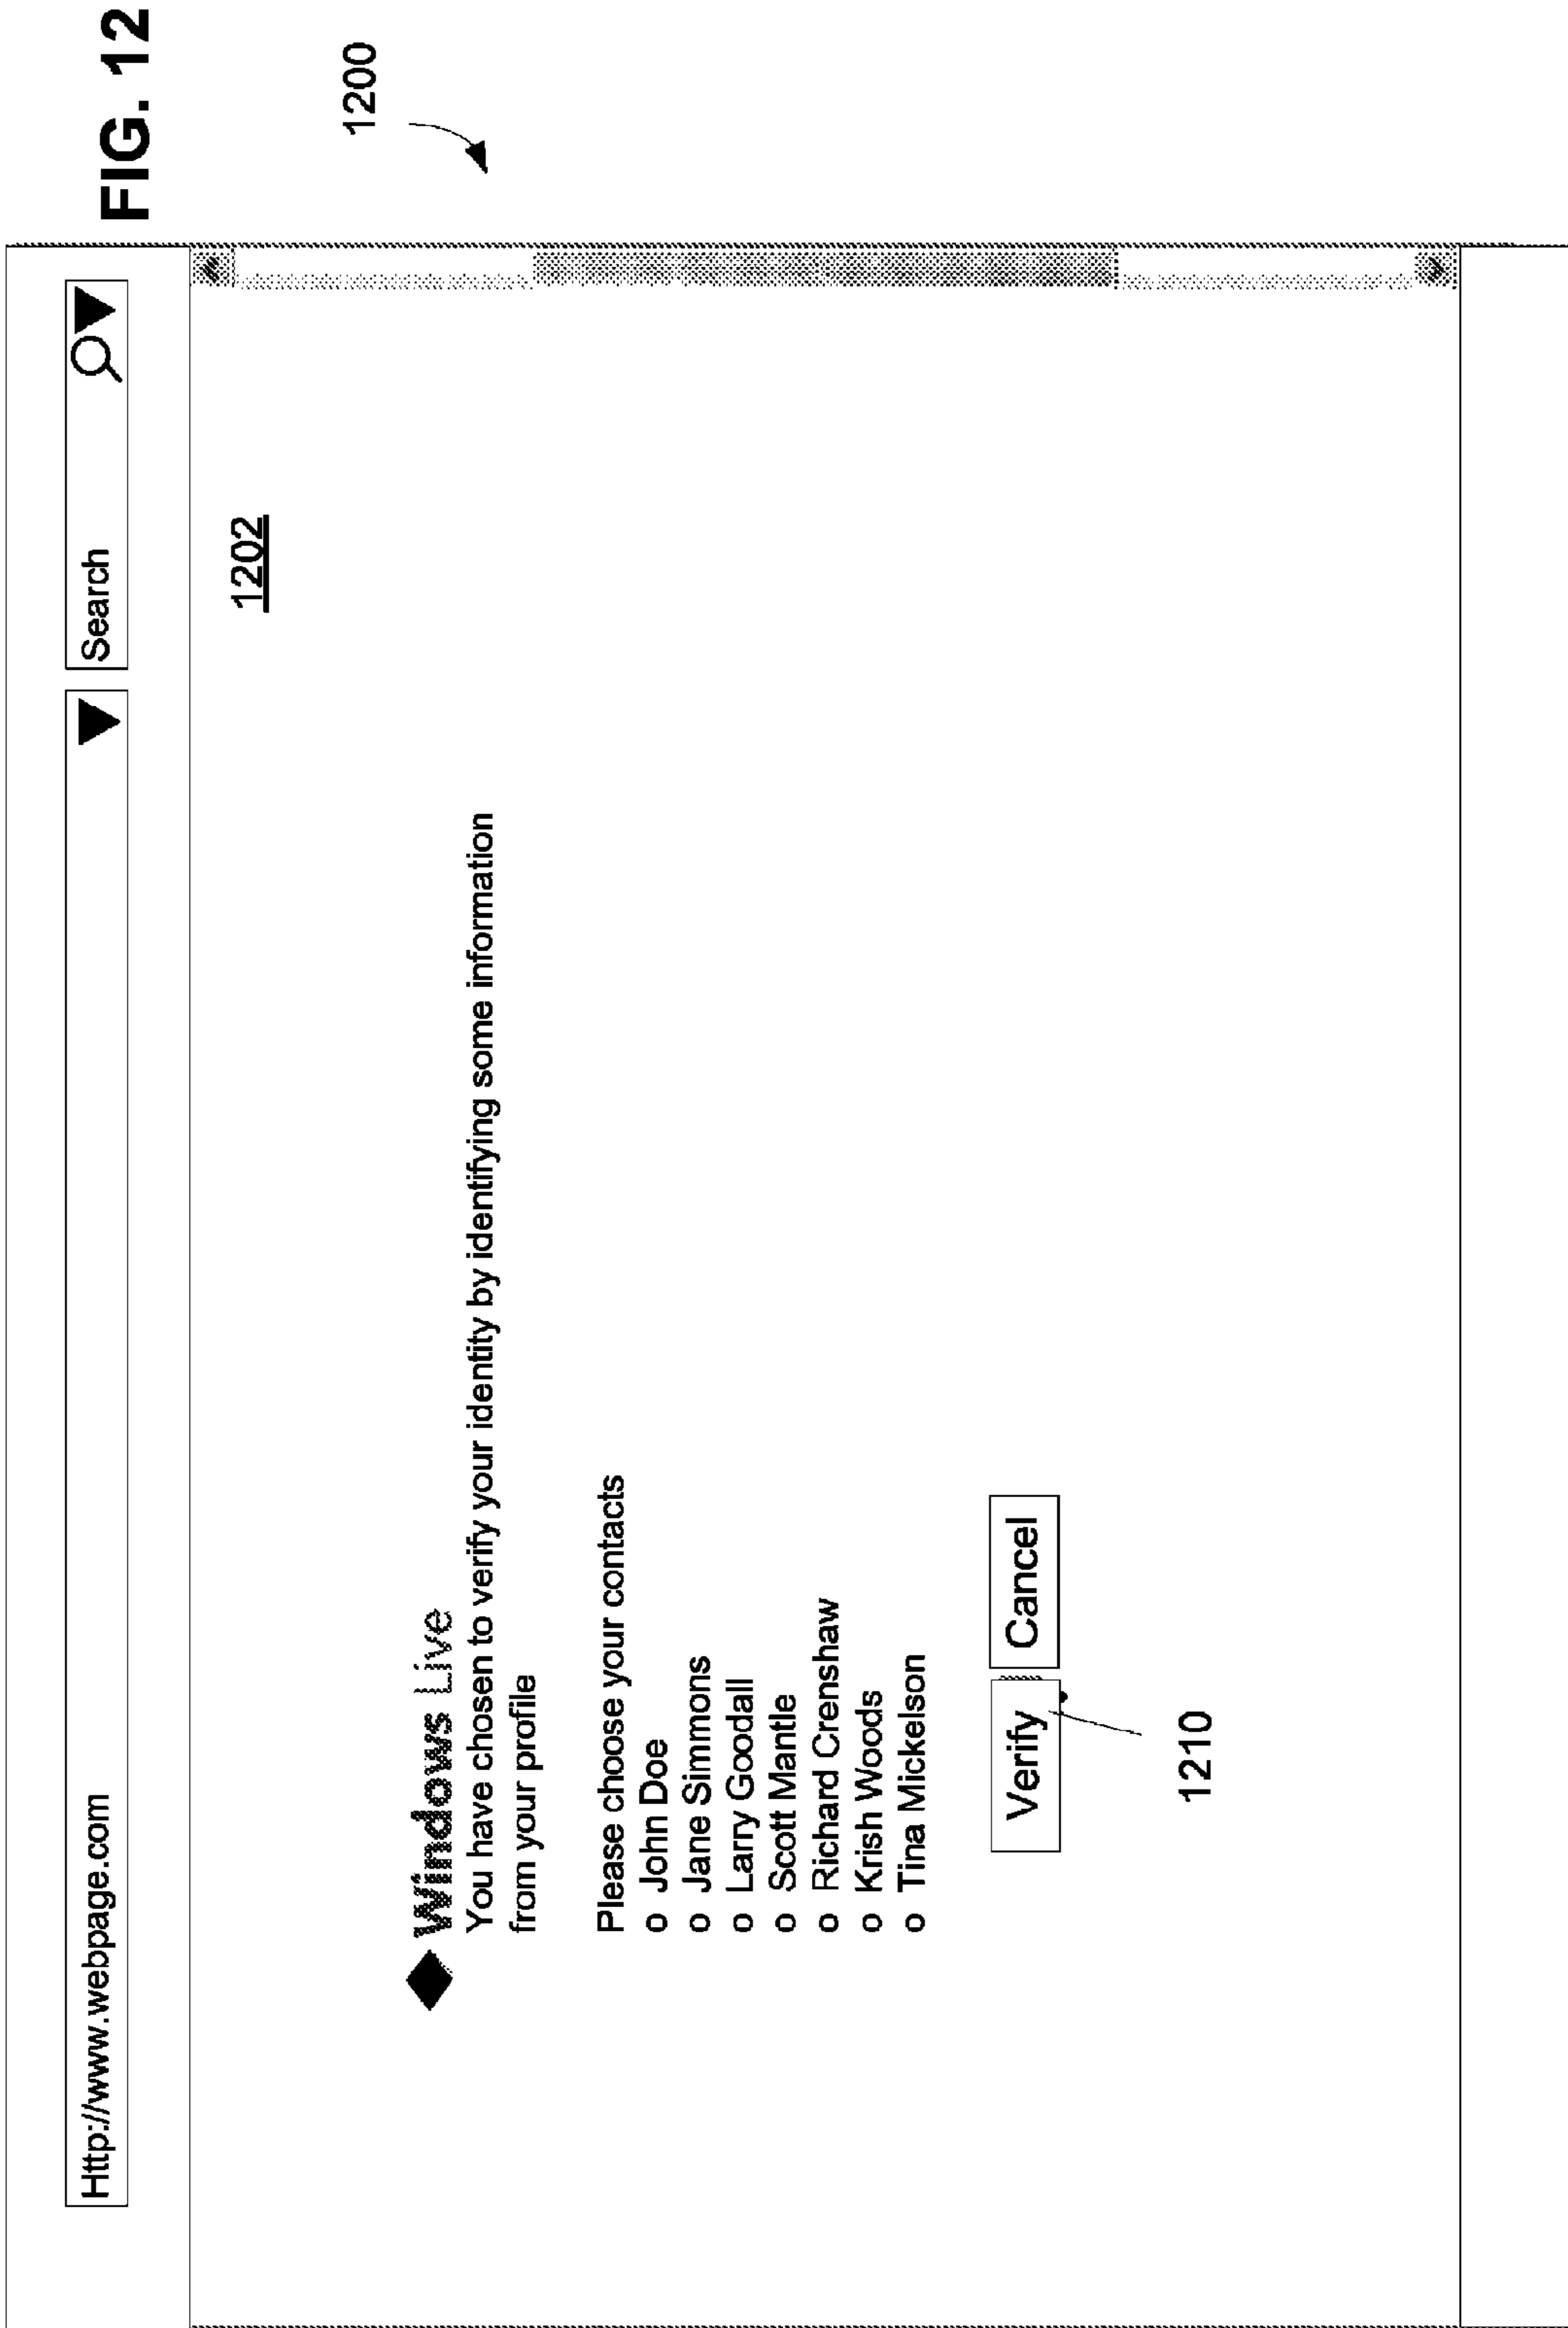 FIG. 12
1200
Http://www.webpage.com
Search
1202
Windows Live
You have chosen to verify your identity by identifying some information
from your profile
Please choose your contacts
o John Doe
o Jane Simmons
o Larry Goodall
o Scott Mantle
o Richard Crenshaw
o Krish Woods
o Tina Mickelson
Verify
Cancel
1210